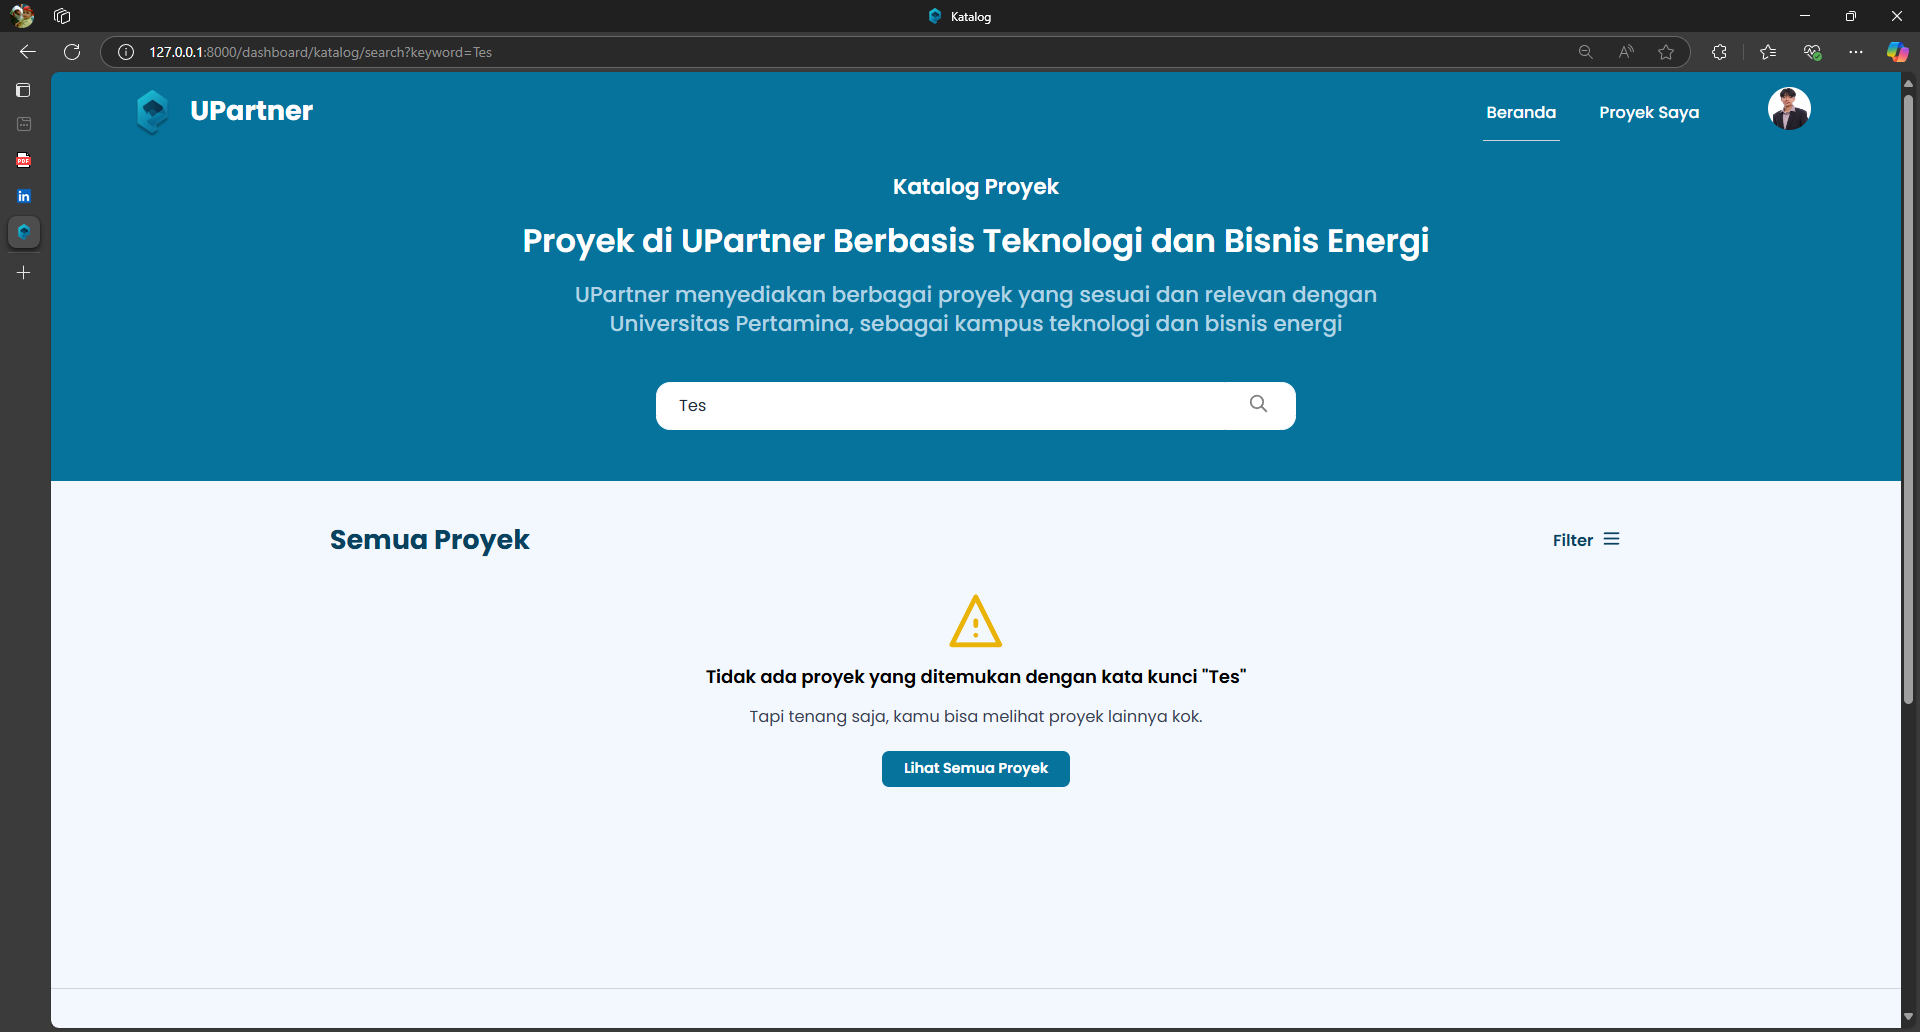 Katalog
127.0.0.1:8000/dashboard/katalog/search?keyword=Tes
UPartner
Beranda
Proyek Saya
Katalog Proyek
Proyek di UPartner Berbasis Teknologi dan Bisnis Energi
UPartner menyediakan berbagai proyek yang sesuai dan relevan dengan
Universitas Pertamina, sebagai kampus teknologi dan bisnis energi
Tes
Semua Proyek
Filter
Tidak ada proyek yang ditemukan dengan kata kunci "Tes"
Tapi tenang saja, kamu bisa melihat proyek lainnya kok.
Lihat Semua Proyek
PDF
in